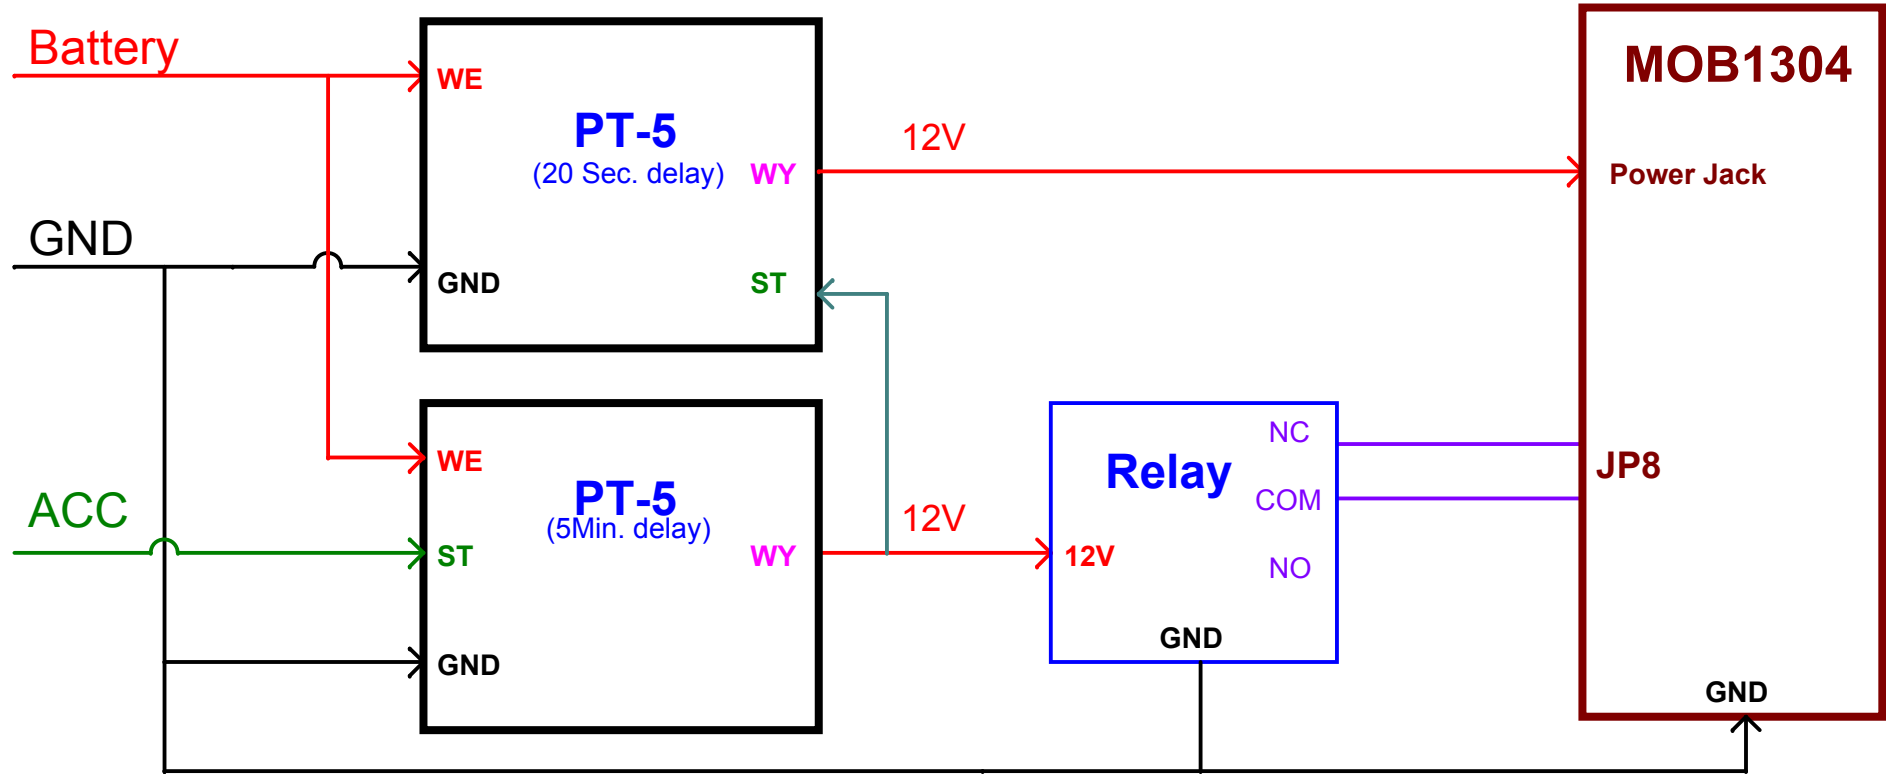 Battery
GND
ACC
WE
PT-5
(20 Sec. delay)
WY
GND
ST
12V
WE
PT-5
(5Min. delay)
ST
WY
GND
12V
Relay
NC
COM
NO
12V
GND
MOB1304
Power Jack
JP8
GND